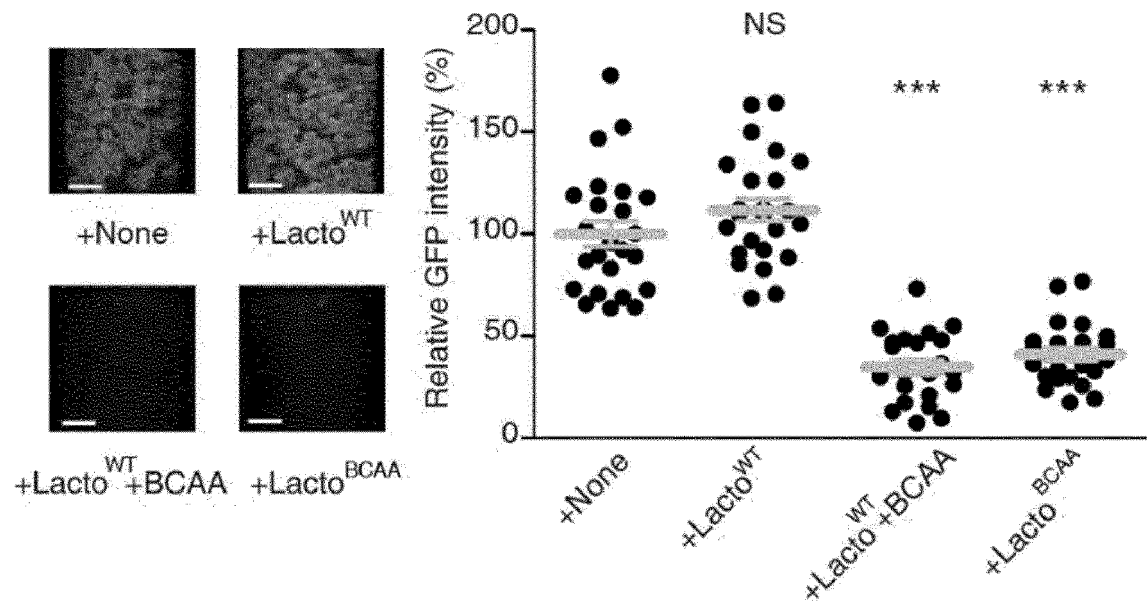 +None
+Lacto^WT
+Lacto^WT+BCAA
+Lacto^BCAA
Relative GFP intensity (%)
200
150
100
50
0
NS
***
***
+None
+Lacto^WT
+Lacto^WT+BCAA
+Lacto^BCAA